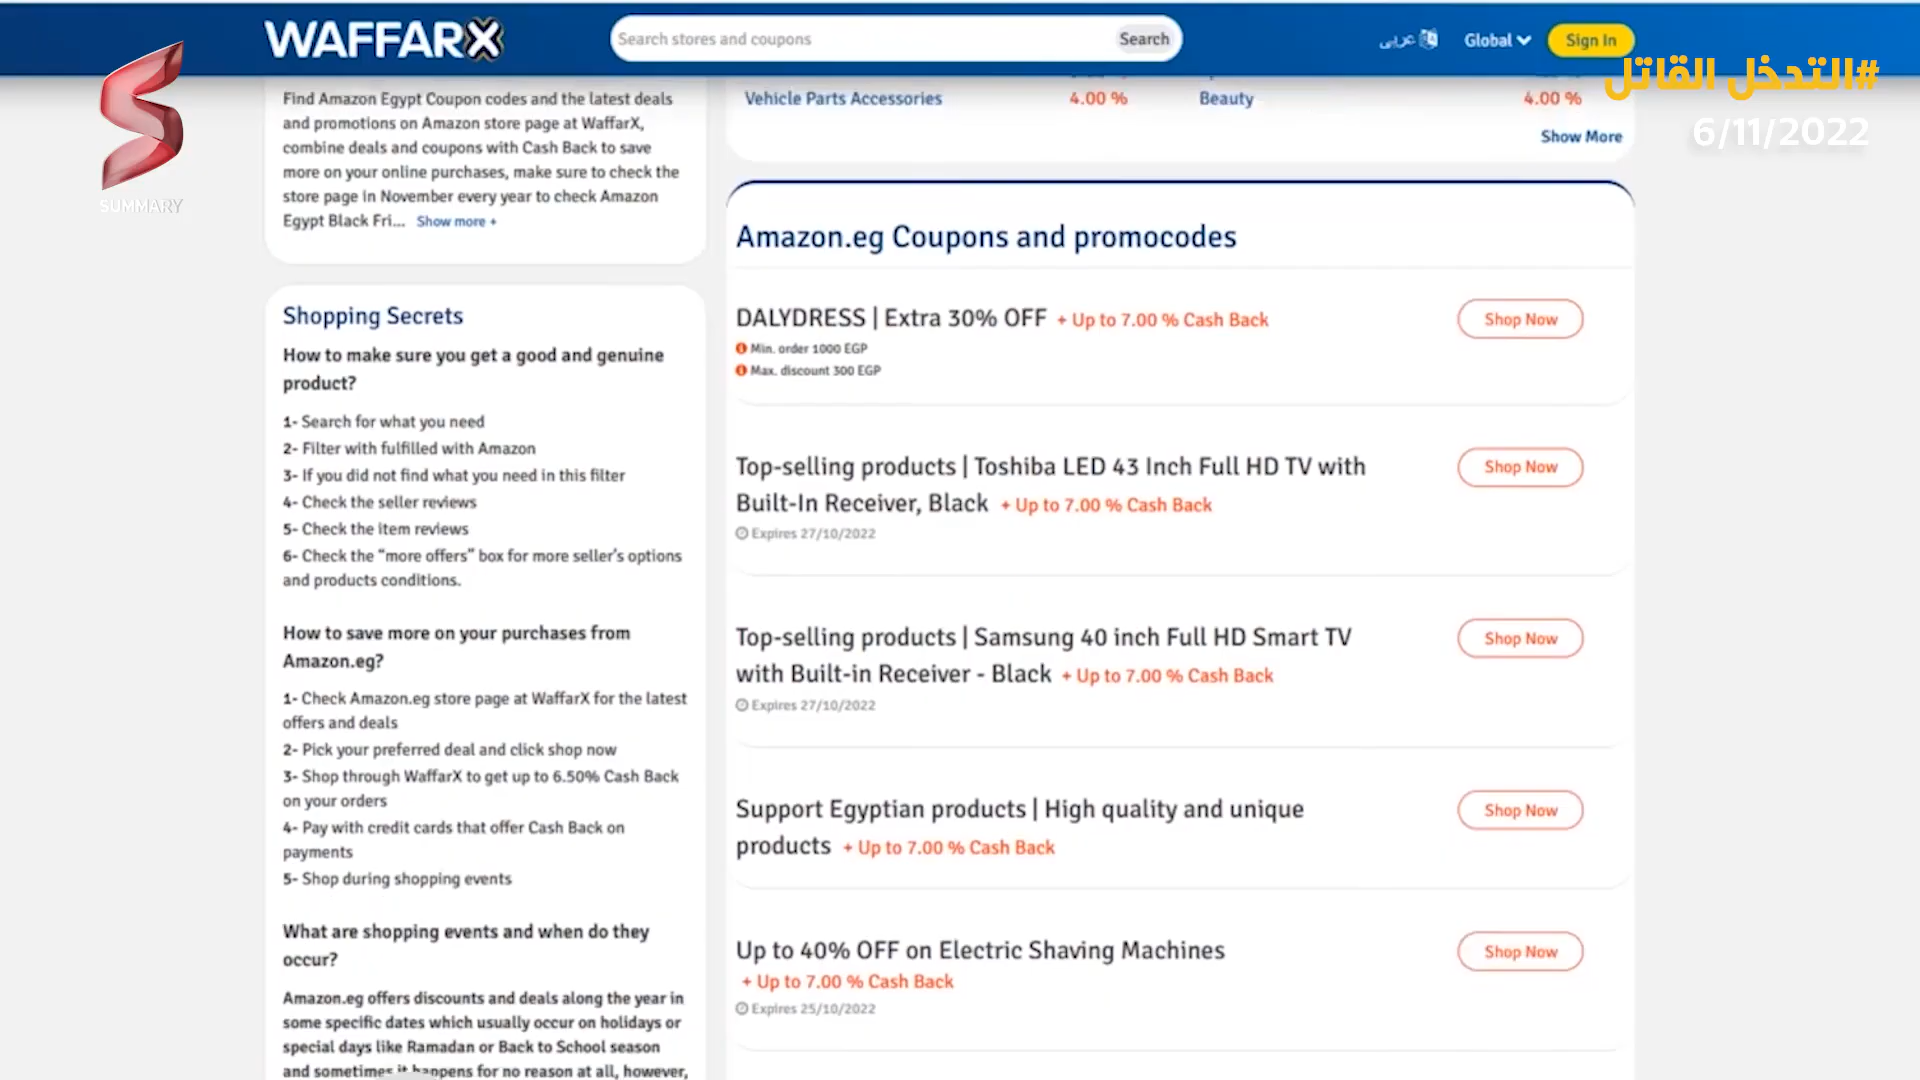 WAFFARX
Search stores and coupons
Search
عربى
Global
Sign In
#التدخل القاتل
6/11/2022
SUMMARY
Find Amazon Egypt Coupon codes and the latest deals
and promotions on Amazon store page at WaffarX,
combine deals and coupons with Cash Back to save
more on your online purchases, make sure to check the
store page in November every year to check Amazon
Egypt Black Fri... Show more +
Shopping Secrets
How to make sure you get a good and genuine
product?
1- Search for what you need
2- Filter with fulfilled with Amazon
3- If you did not find what you need in this filter
4- Check the seller reviews
5- Check the item reviews
6- Check the “more offers” box for more seller’s options
and products conditions.
How to save more on your purchases from
Amazon.eg?
1- Check Amazon.eg store page at WaffarX for the latest
offers and deals
2- Pick your preferred deal and click shop now
3- Shop through WaffarX to get up to 6.50% Cash Back
on your orders
4- Pay with credit cards that offer Cash Back on
payments
5- Shop during shopping events
What are shopping events and when do they
occur?
Amazon.eg offers discounts and deals along the year in
some specific dates which usually occur on holidays or
special days like Ramadan or Back to School season
and sometimes it happens for no reason at all, however,
Vehicle Parts Accessories 4.00 % Beauty 4.00 %
Show More
Amazon.eg Coupons and promocodes
DALYDRESS | Extra 30% OFF + Up to 7.00 % Cash Back
Shop Now
Min. order 1000 EGP
Max. discount 300 EGP
Top-selling products | Toshiba LED 43 Inch Full HD TV with
Built-In Receiver, Black + Up to 7.00 % Cash Back
Shop Now
Expires 27/10/2022
Top-selling products | Samsung 40 inch Full HD Smart TV
with Built-in Receiver - Black + Up to 7.00 % Cash Back
Shop Now
Expires 27/10/2022
Support Egyptian products | High quality and unique
products + Up to 7.00 % Cash Back
Shop Now
Up to 40% OFF on Electric Shaving Machines
+ Up to 7.00 % Cash Back
Shop Now
Expires 25/10/2022